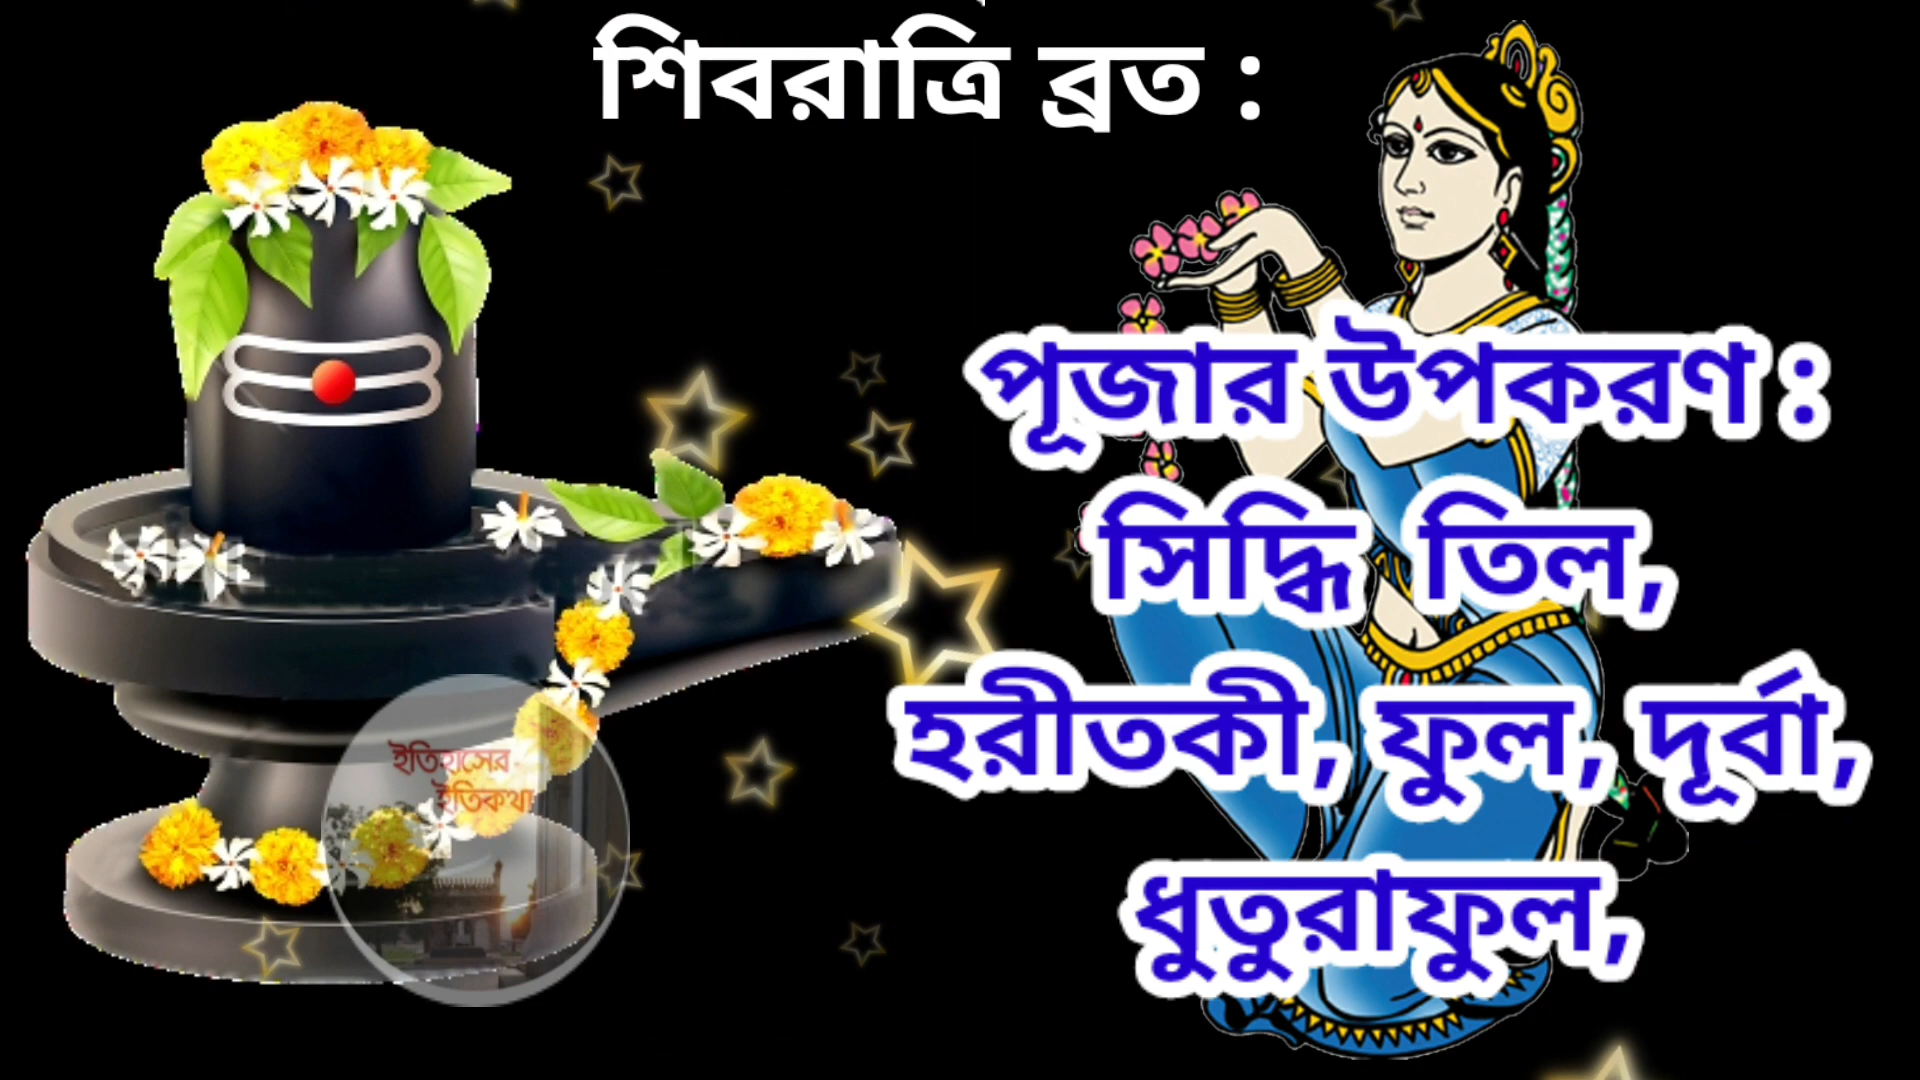 শিবরাত্রি ব্রত :
পূজার উপকরণ :
সিদ্ধি তিল,
হরীতকী, ফুল, দূর্বা,
ধুতুরাফুল,
ইতিহাসের
ইতিকথা